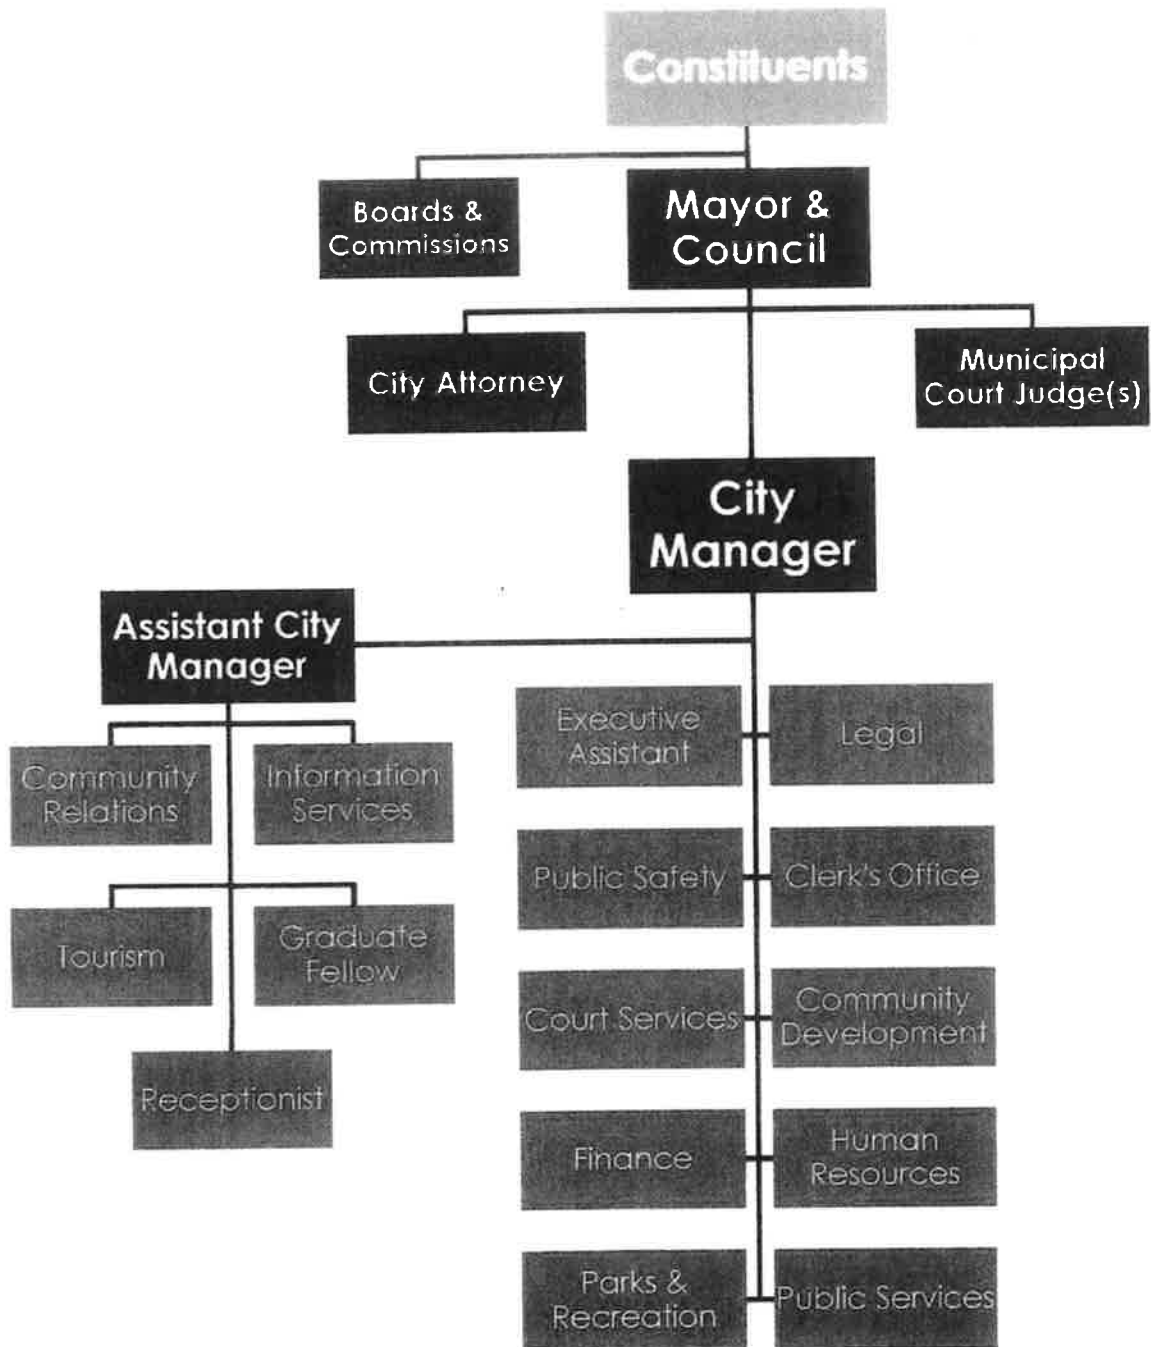 Constituents
Boards &
Commissions
Mayor &
Council
City Attorney
Municipal
Court Judge(s)
City
Manager
Assistant City
Manager
Community
Relations
Information
Services
Tourism
Graduate
Fellow
Receptionist
Executive
Assistant
Legal
Public Safety
Clerk's Office
Court Services
Community
Development
Finance
Human
Resources
Parks &
Recreation
Public Services